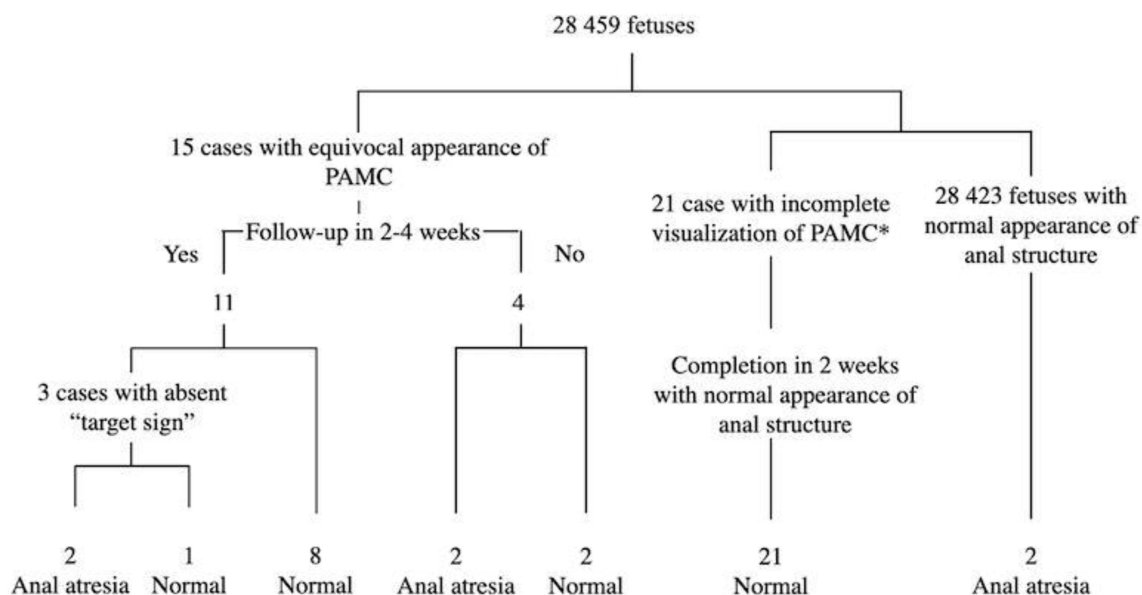 28 459 fetuses
15 cases with equivocal appearance of
PAMC
Follow-up in 2-4 weeks
Yes
No
11
4
3 cases with absent
“target sign”
21 case with incomplete
visualization of PAMC*
28 423 fetuses with
normal appearance of
anal structure
Completion in 2 weeks
with normal appearance of
anal structure
2
Anal atresia
1
Normal
8
Normal
2
Anal atresia
2
Normal
21
Normal
2
Anal atresia